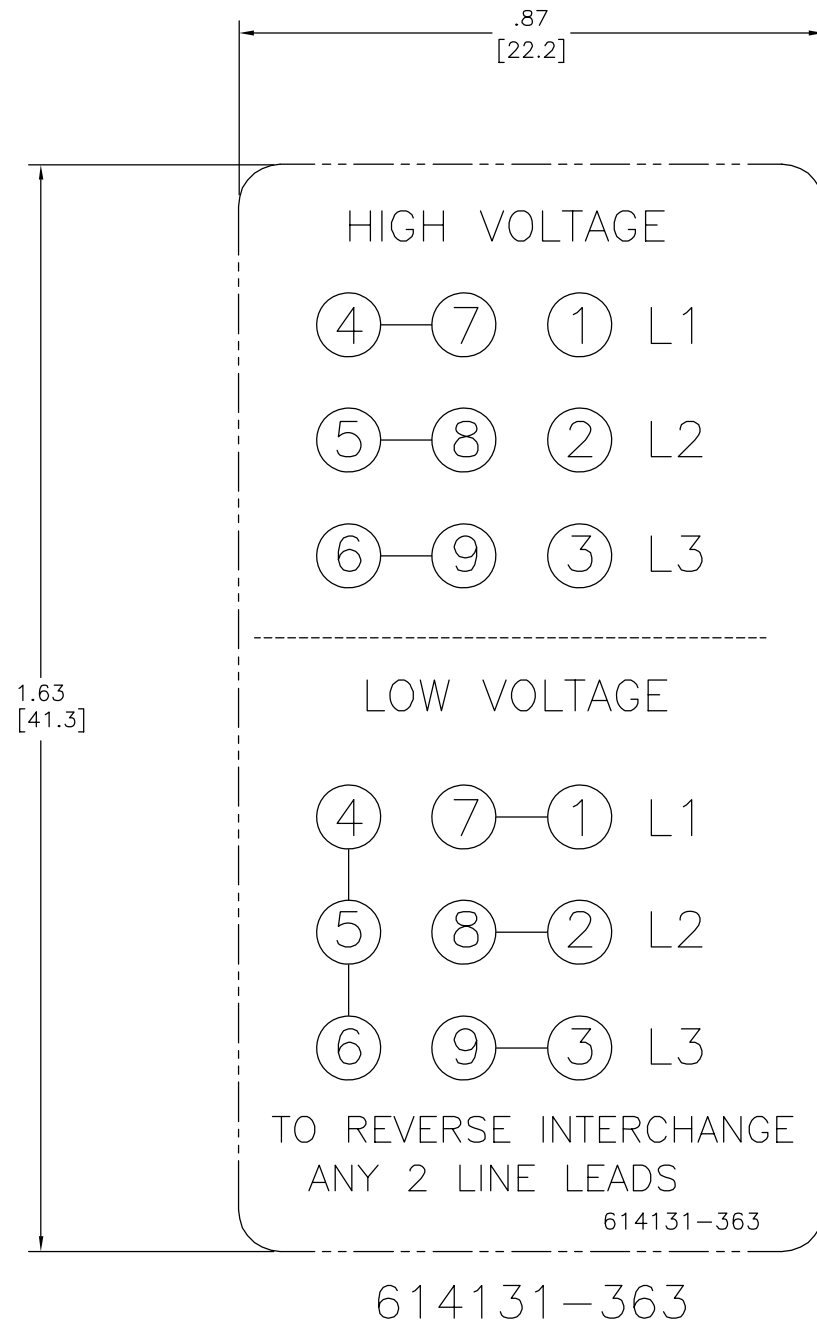 .87
[22.2]
HIGH VOLTAGE
4 7 1 L1
5 8 2 L2
6 9 3 L3
1.63
[41.3]
LOW VOLTAGE
4 7 1 L1
5 8 2 L2
6 9 3 L3
TO REVERSE INTERCHANGE
ANY 2 LINE LEADS
614131-363
614131-363